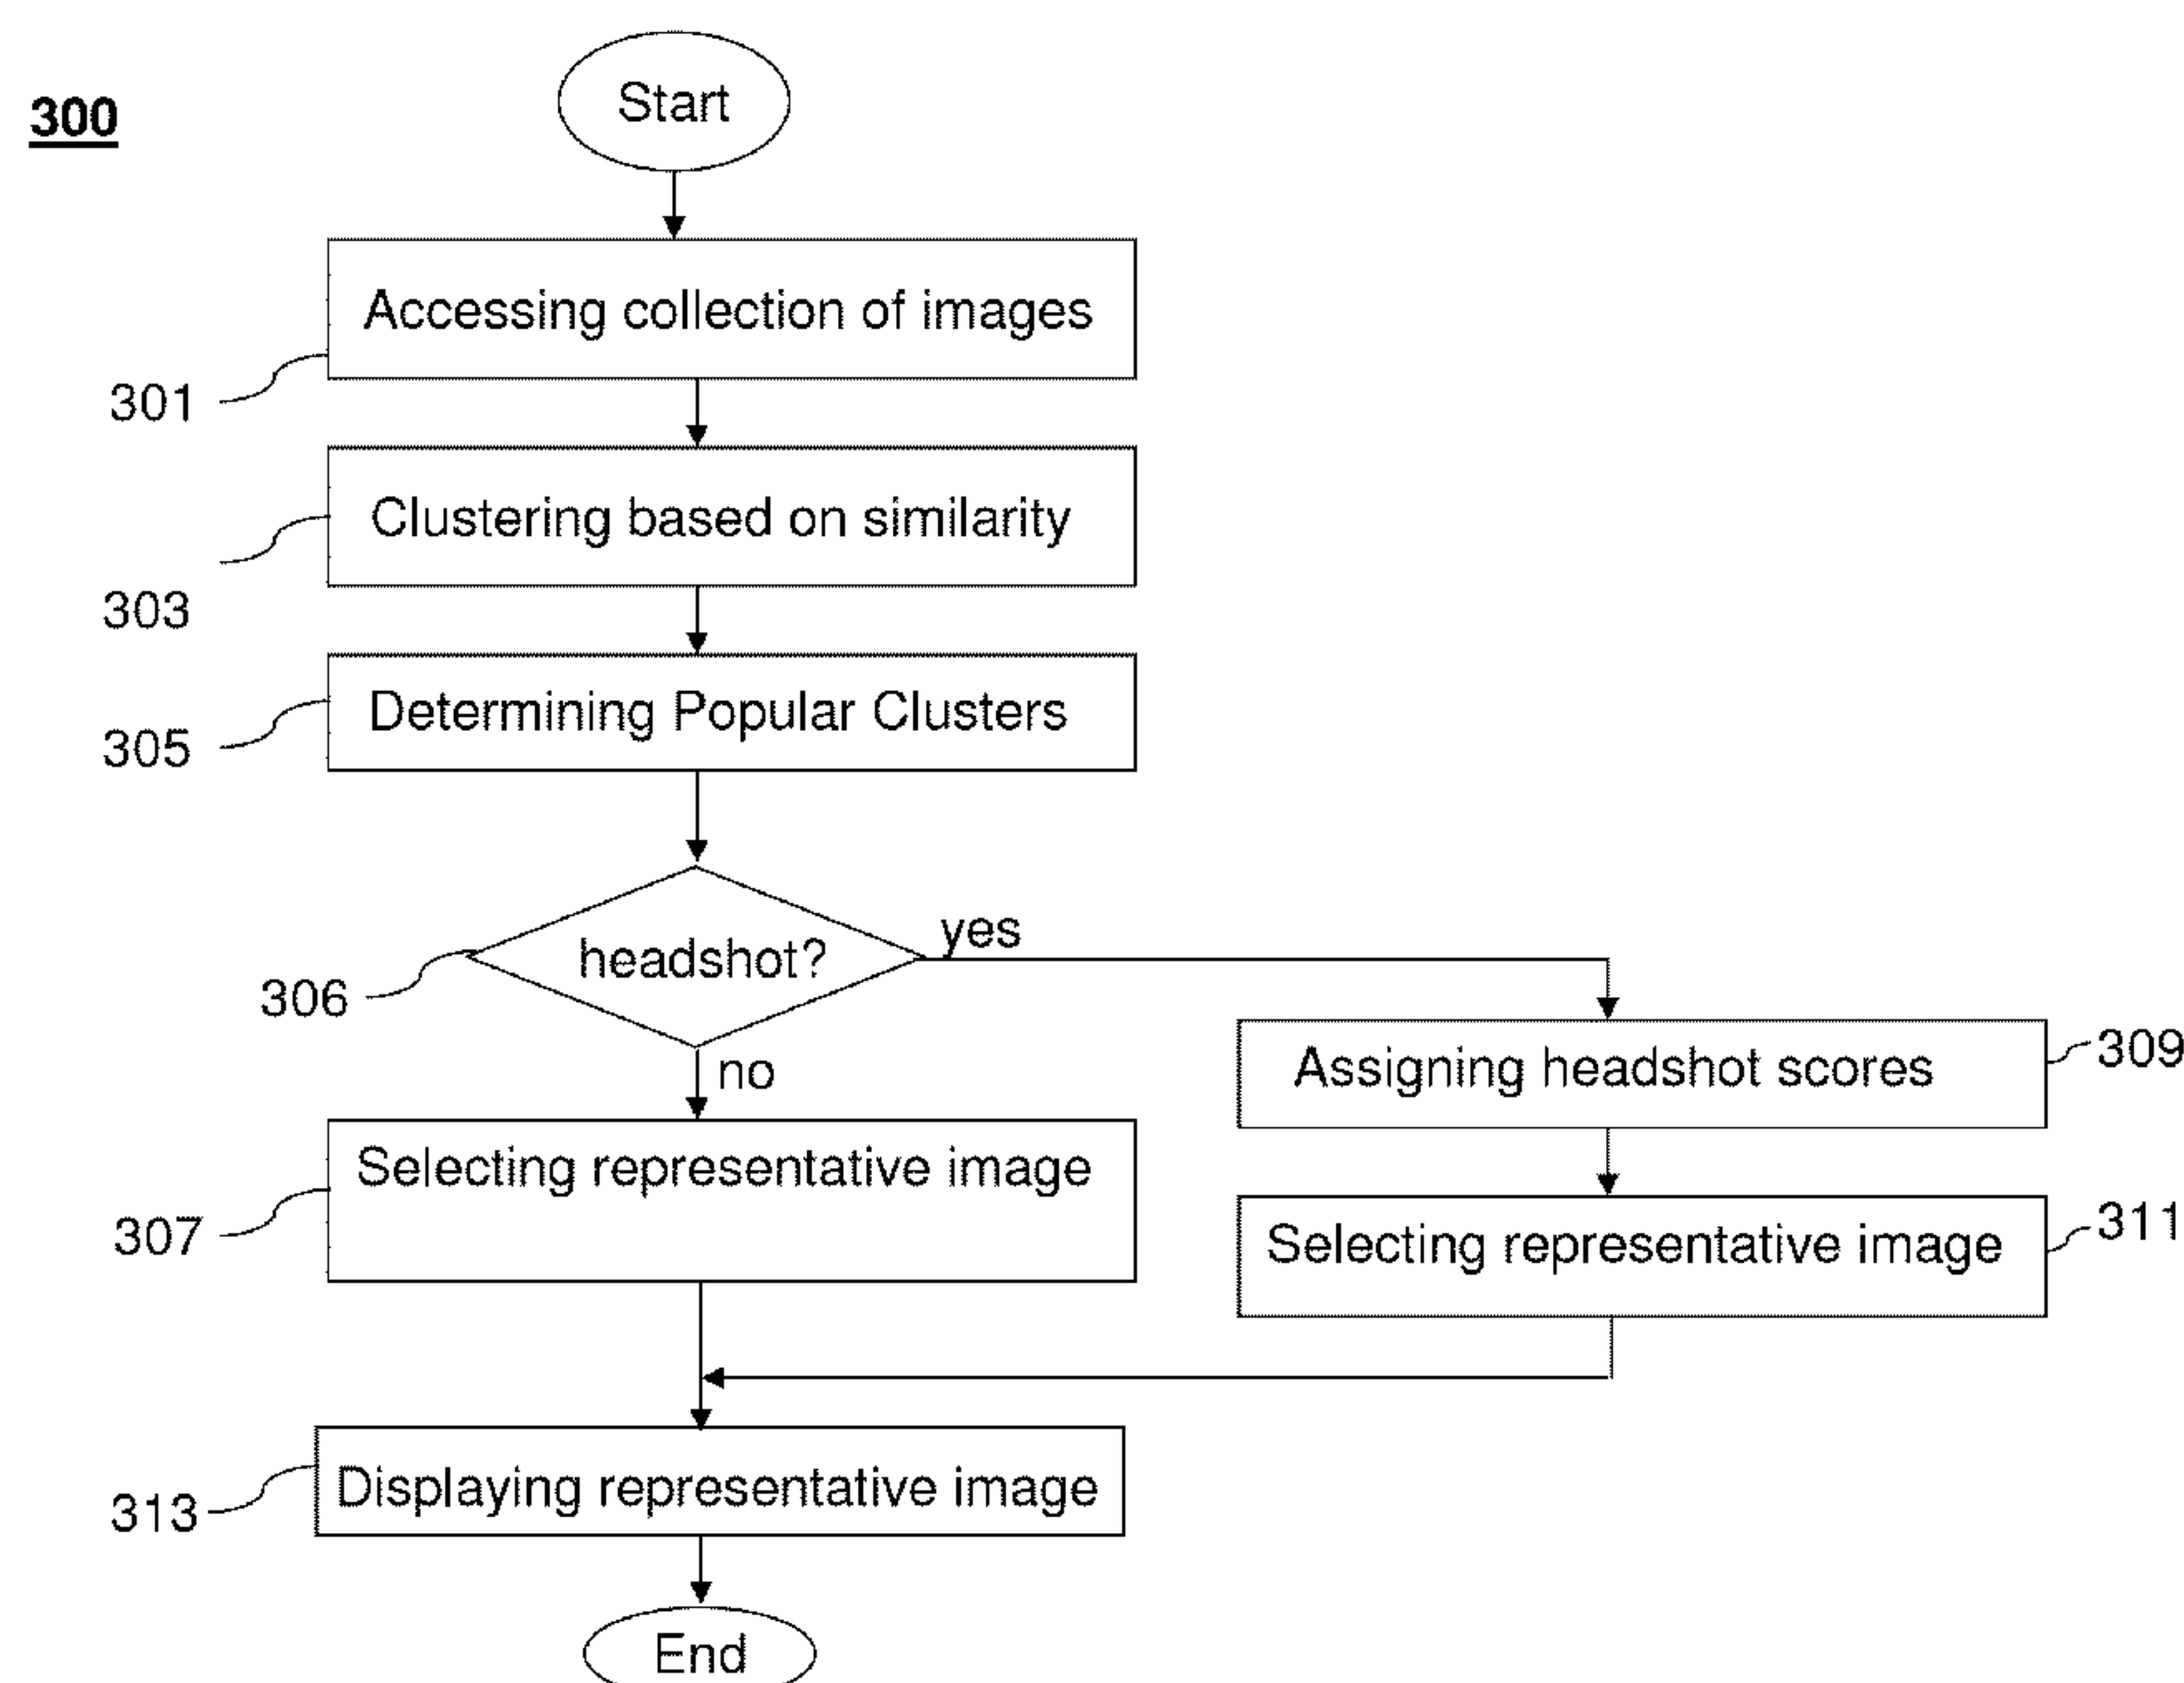 300
Start
Accessing collection of images
301
Clustering based on similarity
303
Determining Popular Clusters
305
headshot?
yes
306
no
Assigning headshot scores
309
Selecting representative image
307
Selecting representative image
311
Displaying representative image
313
End